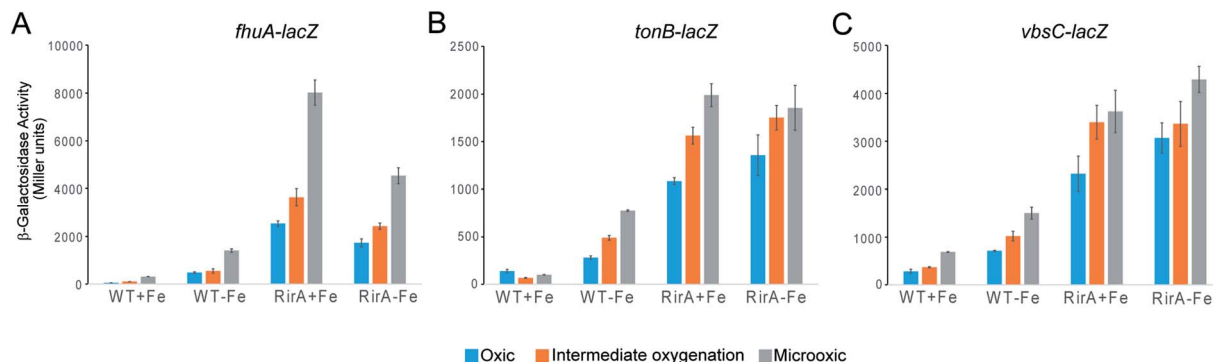 A
fhuA-lacZ
β-Galactosidase Activity
(Miller units)
10000
8000
6000
4000
2000
0
WT+Fe WT-Fe RirA+Fe RirA-Fe
B
tonB-lacZ
2500
2000
1500
1000
500
0
WT+Fe WT-Fe RirA+Fe RirA-Fe
C
vbsC-lacZ
5000
4000
3000
2000
1000
0
WT+Fe WT-Fe RirA+Fe RirA-Fe
Oxic Intermediate oxygenation Microoxic